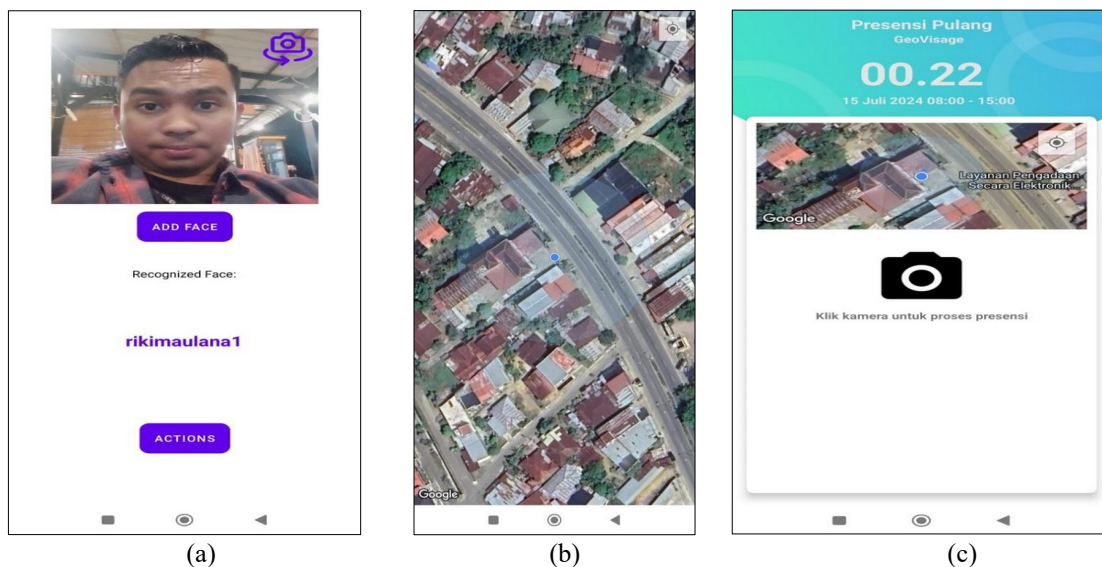 ADD FACE
Recognized Face:
rikimaulana1
ACTIONS
(a)
Google
(b)
Presensi Pulang
GeoVisage
00.22
15 Juli 2024 08:00 - 15:00
Layanan Pengadaan
Secara Elektronik...
Google
Klik kamera untuk proses presensi
(c)